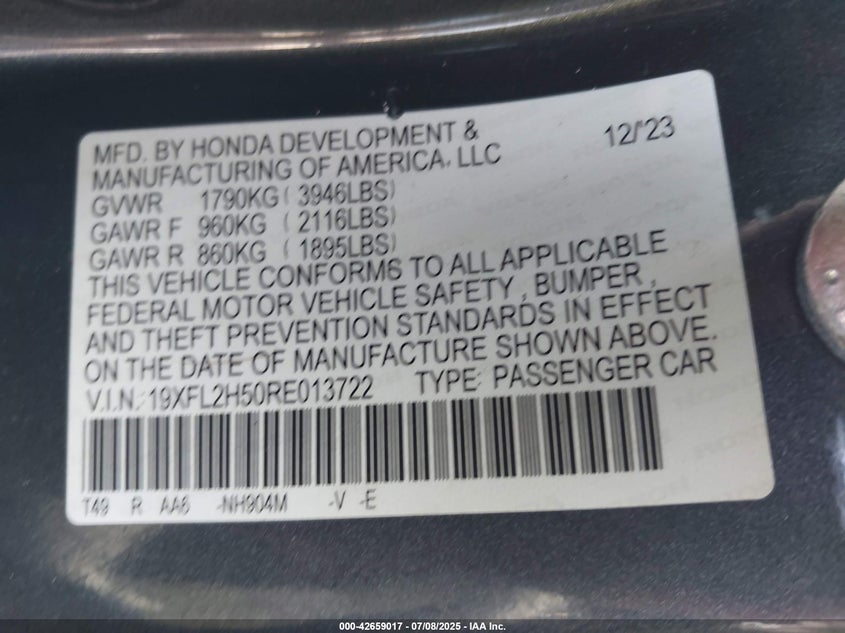 MFD. BY HONDA DEVELOPMENT & 12/'23
MANUFACTURING OF AMERICA, LLC
GVWR 1790KG ( 3946LBS)
GAWR F 960KG ( 2116LBS)
GAWR R 860KG ( 1895LBS)
THIS VEHICLE CONFORMS TO ALL APPLICABLE
FEDERAL MOTOR VEHICLE SAFETY , BUMPER ,
AND THEFT PREVENTION STANDARDS IN EFFECT
ON THE DATE OF MANUFACTURE SHOWN ABOVE.
V.I.N.:19XFL2H50RE013722 TYPE: PASSENGER CAR
T49 R AA6 -NH904M -V -E
000-42659017 - 07/08/2025 - IAA Inc.